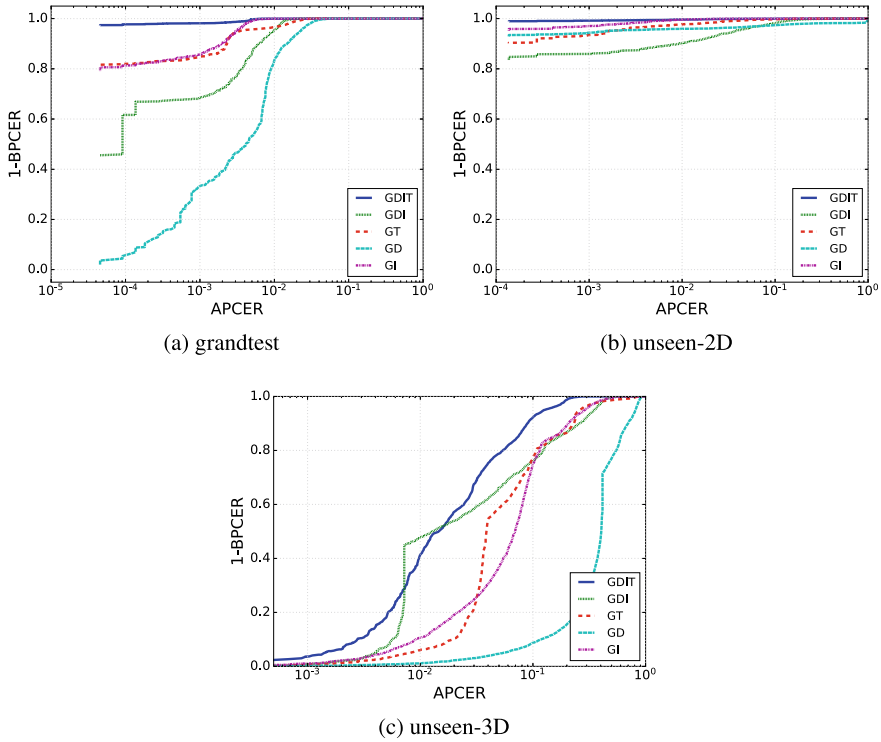 1.0
0.8
0.6
0.4
0.2
0.0
1-BPCER
10^-5
10^-4
10^-3
10^-2
10^-1
10^0
APCER
GDIT
GDI
GT
GD
GI
(a) grandtest
1.0
0.8
0.6
0.4
0.2
0.0
1-BPCER
10^-4
10^-3
10^-2
10^-1
10^0
APCER
GDIT
GDI
GT
GD
GI
(b) unseen-2D
1.0
0.8
0.6
0.4
0.2
0.0
1-BPCER
10^-3
10^-2
10^-1
10^0
APCER
GDIT
GDI
GT
GD
GI
(c) unseen-3D